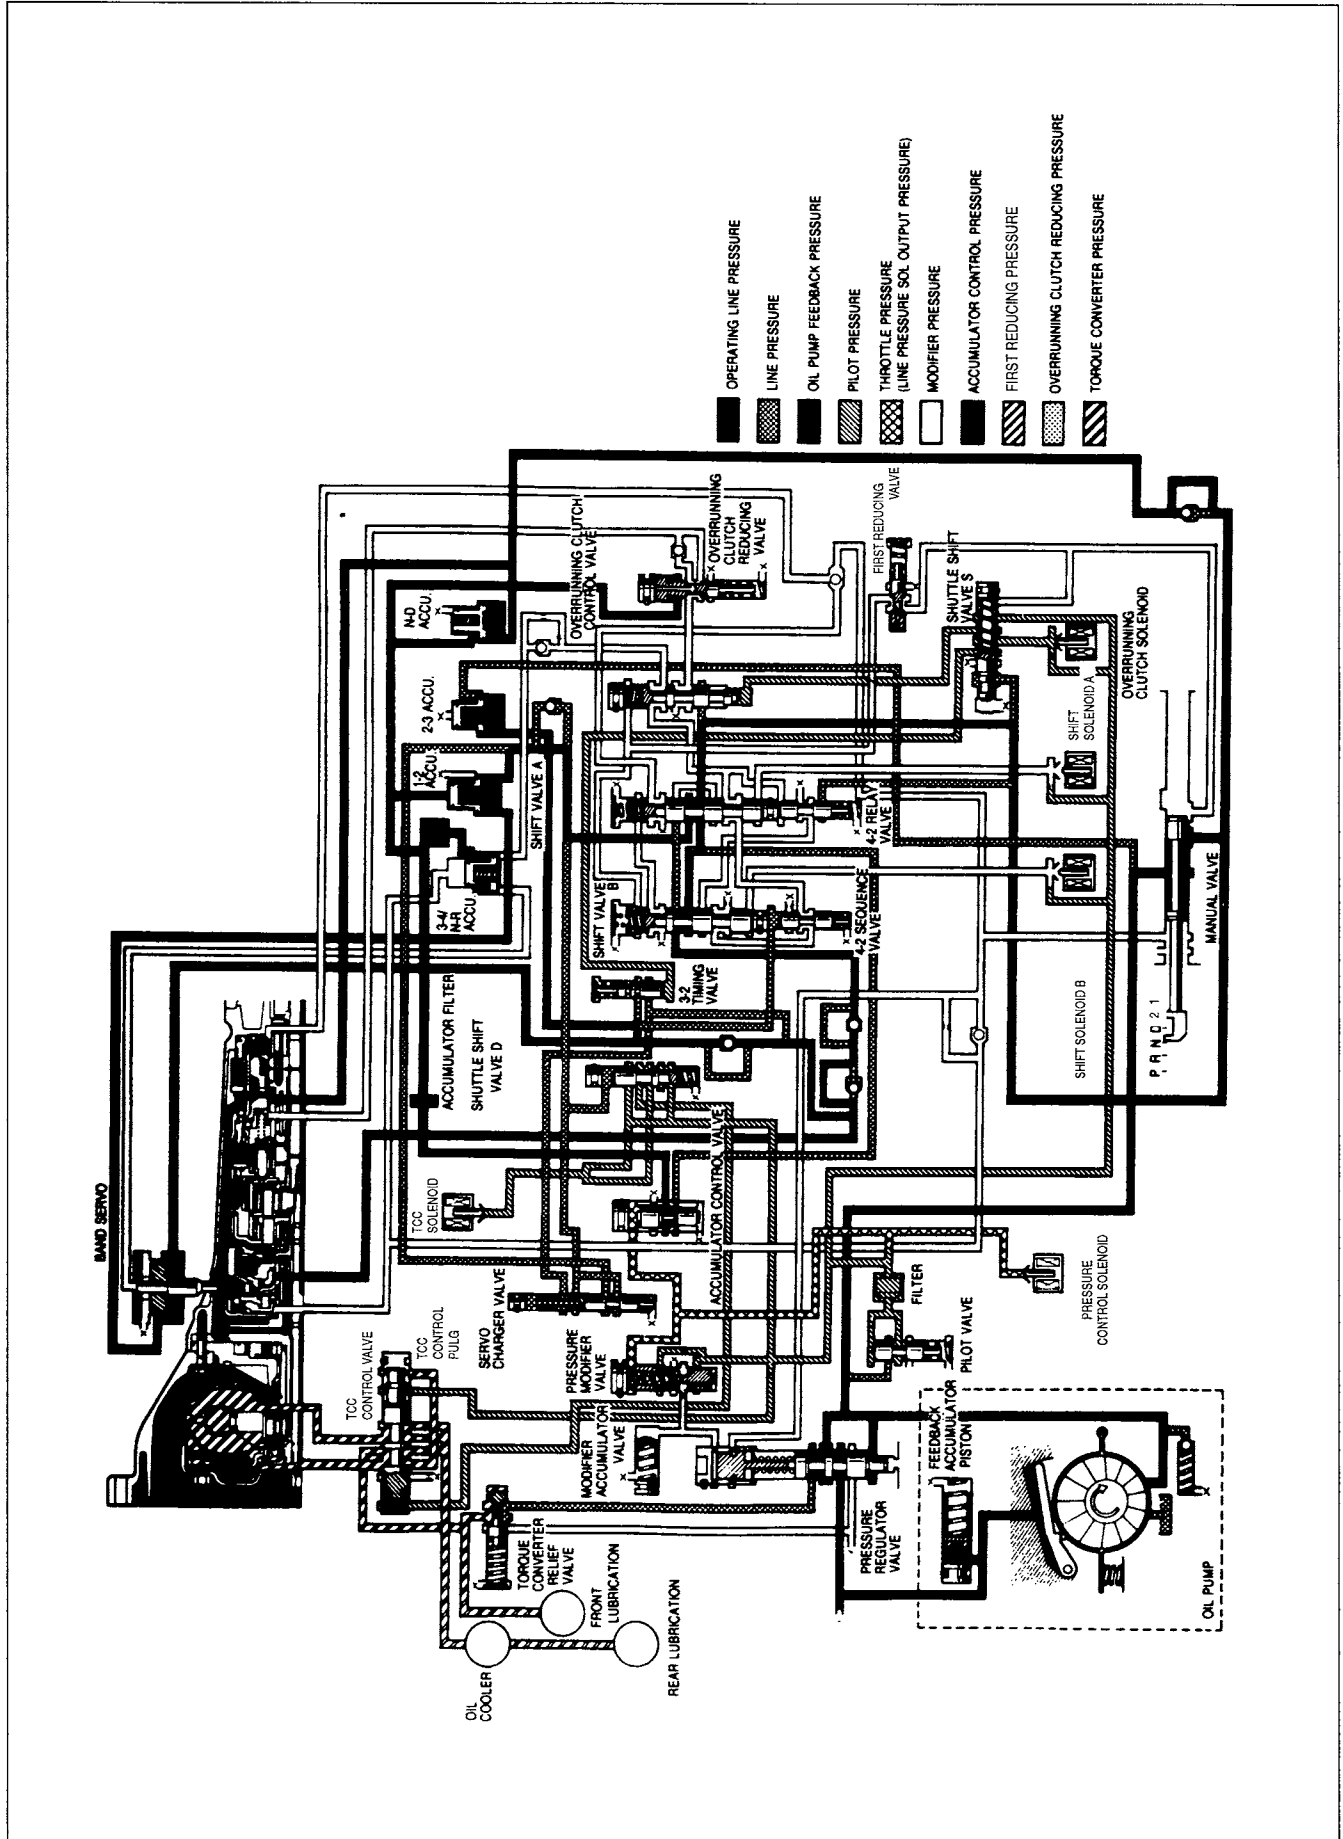 BAND SERVO
TCC
CONTROL VALVE
TCC
CONTROL
PULG
TCC
SOLENOID
ACCUMULATOR FILTER
SHUTTLE SHIFT
VALVE D
3-4/
N-R
ACCU.
1-2
ACCU.
2-3 ACCU.
N-D
ACCU.
OIL
COOLER
TORQUE
CONVERTER
RELIEF
VALVE
FRONT
LUBRICATION
REAR LUBRICATION
SERVO
CHARGER VALVE
PRESSURE
MODIFIER
VALVE
MODIFIER
ACCUMULATOR
VALVE
ACCUMULATOR CONTROL VALVE
3-2
TIMING
VALVE
SHIFT VALVE
B
SHIFT VALVE A
OVERRUNNING CLUTCH
CONTROL VALVE
OVERRUNNING
CLUTCH
REDUCING
VALVE
4-2 SEQUENCE
VALVE
4-2 RELAY
VALVE
FIRST REDUCING
VALVE
SHUTTLE SHIFT
VALVE S
PRESSURE
REGULATOR
VALVE
FEEDBACK
ACCUMULATOR
PISTON
OIL PUMP
PILOT VALVE
FILTER
PRESSURE
CONTROL SOLENOID
SHIFT SOLENOID B
SHIFT
SOLENOID A
OVERRUNNING
CLUTCH SOLENOID
P R N D 2 1
MANUAL VALVE
OPERATING LINE PRESSURE
LINE PRESSURE
OIL PUMP FEEDBACK PRESSURE
PILOT PRESSURE
THROTTLE PRESSURE
(LINE PRESSURE SOL OUTPUT PRESSURE)
MODIFIER PRESSURE
ACCUMULATOR CONTROL PRESSURE
FIRST REDUCING PRESSURE
OVERRUNNING CLUTCH REDUCING PRESSURE
TORQUE CONVERTER PRESSURE